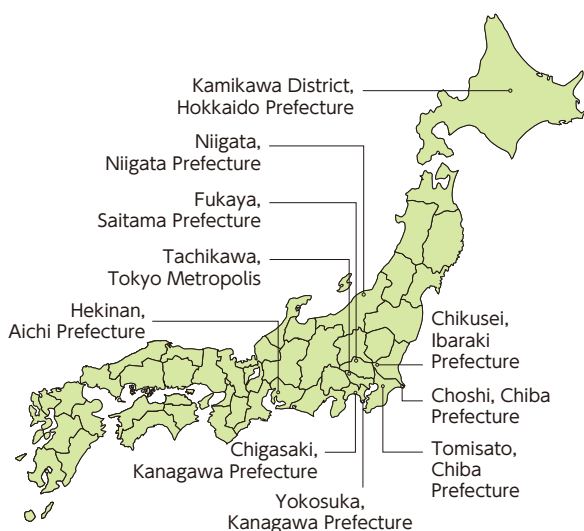 Kamikawa District,
Hokkaido Prefecture
Niigata,
Niigata Prefecture
Fukaya,
Saitama Prefecture
Tachikawa,
Tokyo Metropolis
Hekinan,
Aichi Prefecture
Chikusei,
Ibaraki
Prefecture
Choshi, Chiba
Prefecture
Tomisato,
Chiba
Prefecture
Chigasaki,
Kanagawa Prefecture
Yokosuka,
Kanagawa Prefecture